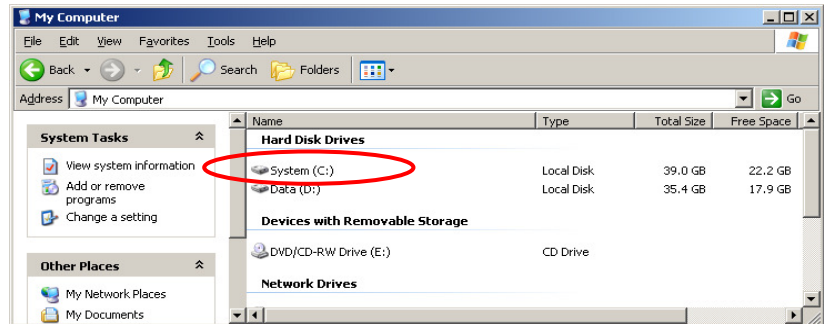 My Computer
File Edit View Favorites Tools Help
Back Search Folders
Address My Computer Go
Name Type Total Size Free Space
System Tasks
View system information
Add or remove
programs
Change a setting
Other Places
My Network Places
My Documents
Hard Disk Drives
System (C:) Local Disk 39.0 GB 22.2 GB
Data (D:) Local Disk 35.4 GB 17.9 GB
Devices with Removable Storage
DVD/CD-RW Drive (E:) CD Drive
Network Drives